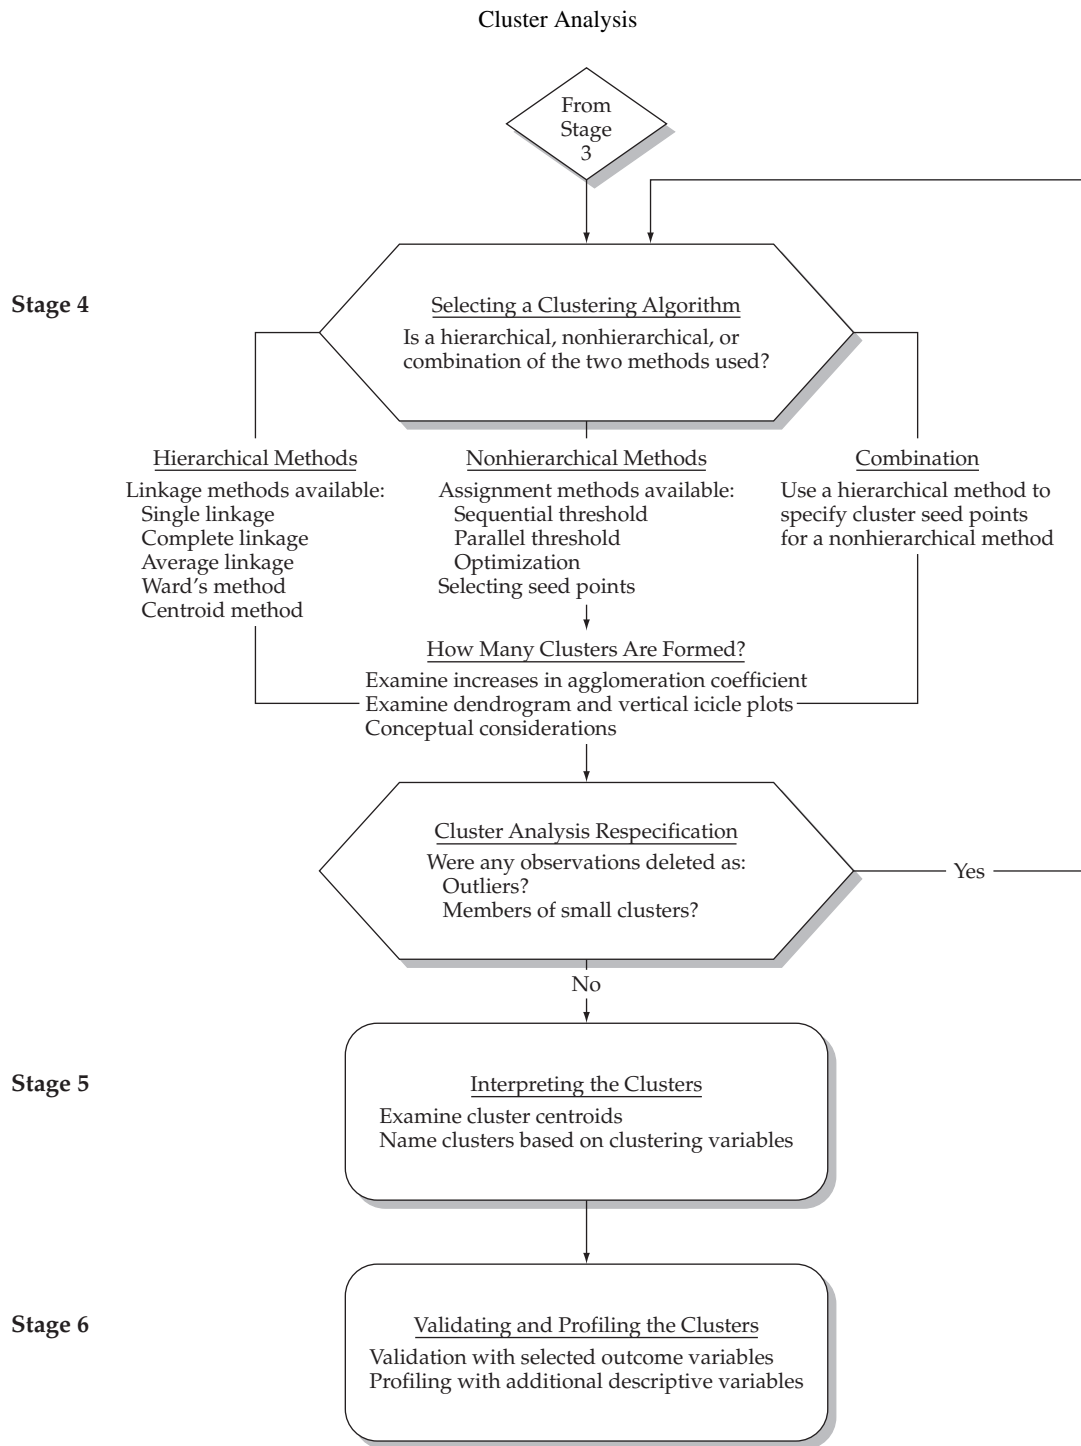 Cluster Analysis
From
Stage
3
Stage 4
Selecting a Clustering Algorithm
Is a hierarchical, nonhierarchical, or
combination of the two methods used?
Hierarchical Methods
Linkage methods available:
Single linkage
Complete linkage
Average linkage
Ward's method
Centroid method
Nonhierarchical Methods
Assignment methods available:
Sequential threshold
Parallel threshold
Optimization
Selecting seed points
Combination
Use a hierarchical method to
specify cluster seed points
for a nonhierarchical method
How Many Clusters Are Formed?
Examine increases in agglomeration coefficient
Examine dendrogram and vertical icicle plots
Conceptual considerations
Cluster Analysis Respecification
Were any observations deleted as:
Outliers?
Members of small clusters?
Yes
No
Stage 5
Interpreting the Clusters
Examine cluster centroids
Name clusters based on clustering variables
Stage 6
Validating and Profiling the Clusters
Validation with selected outcome variables
Profiling with additional descriptive variables